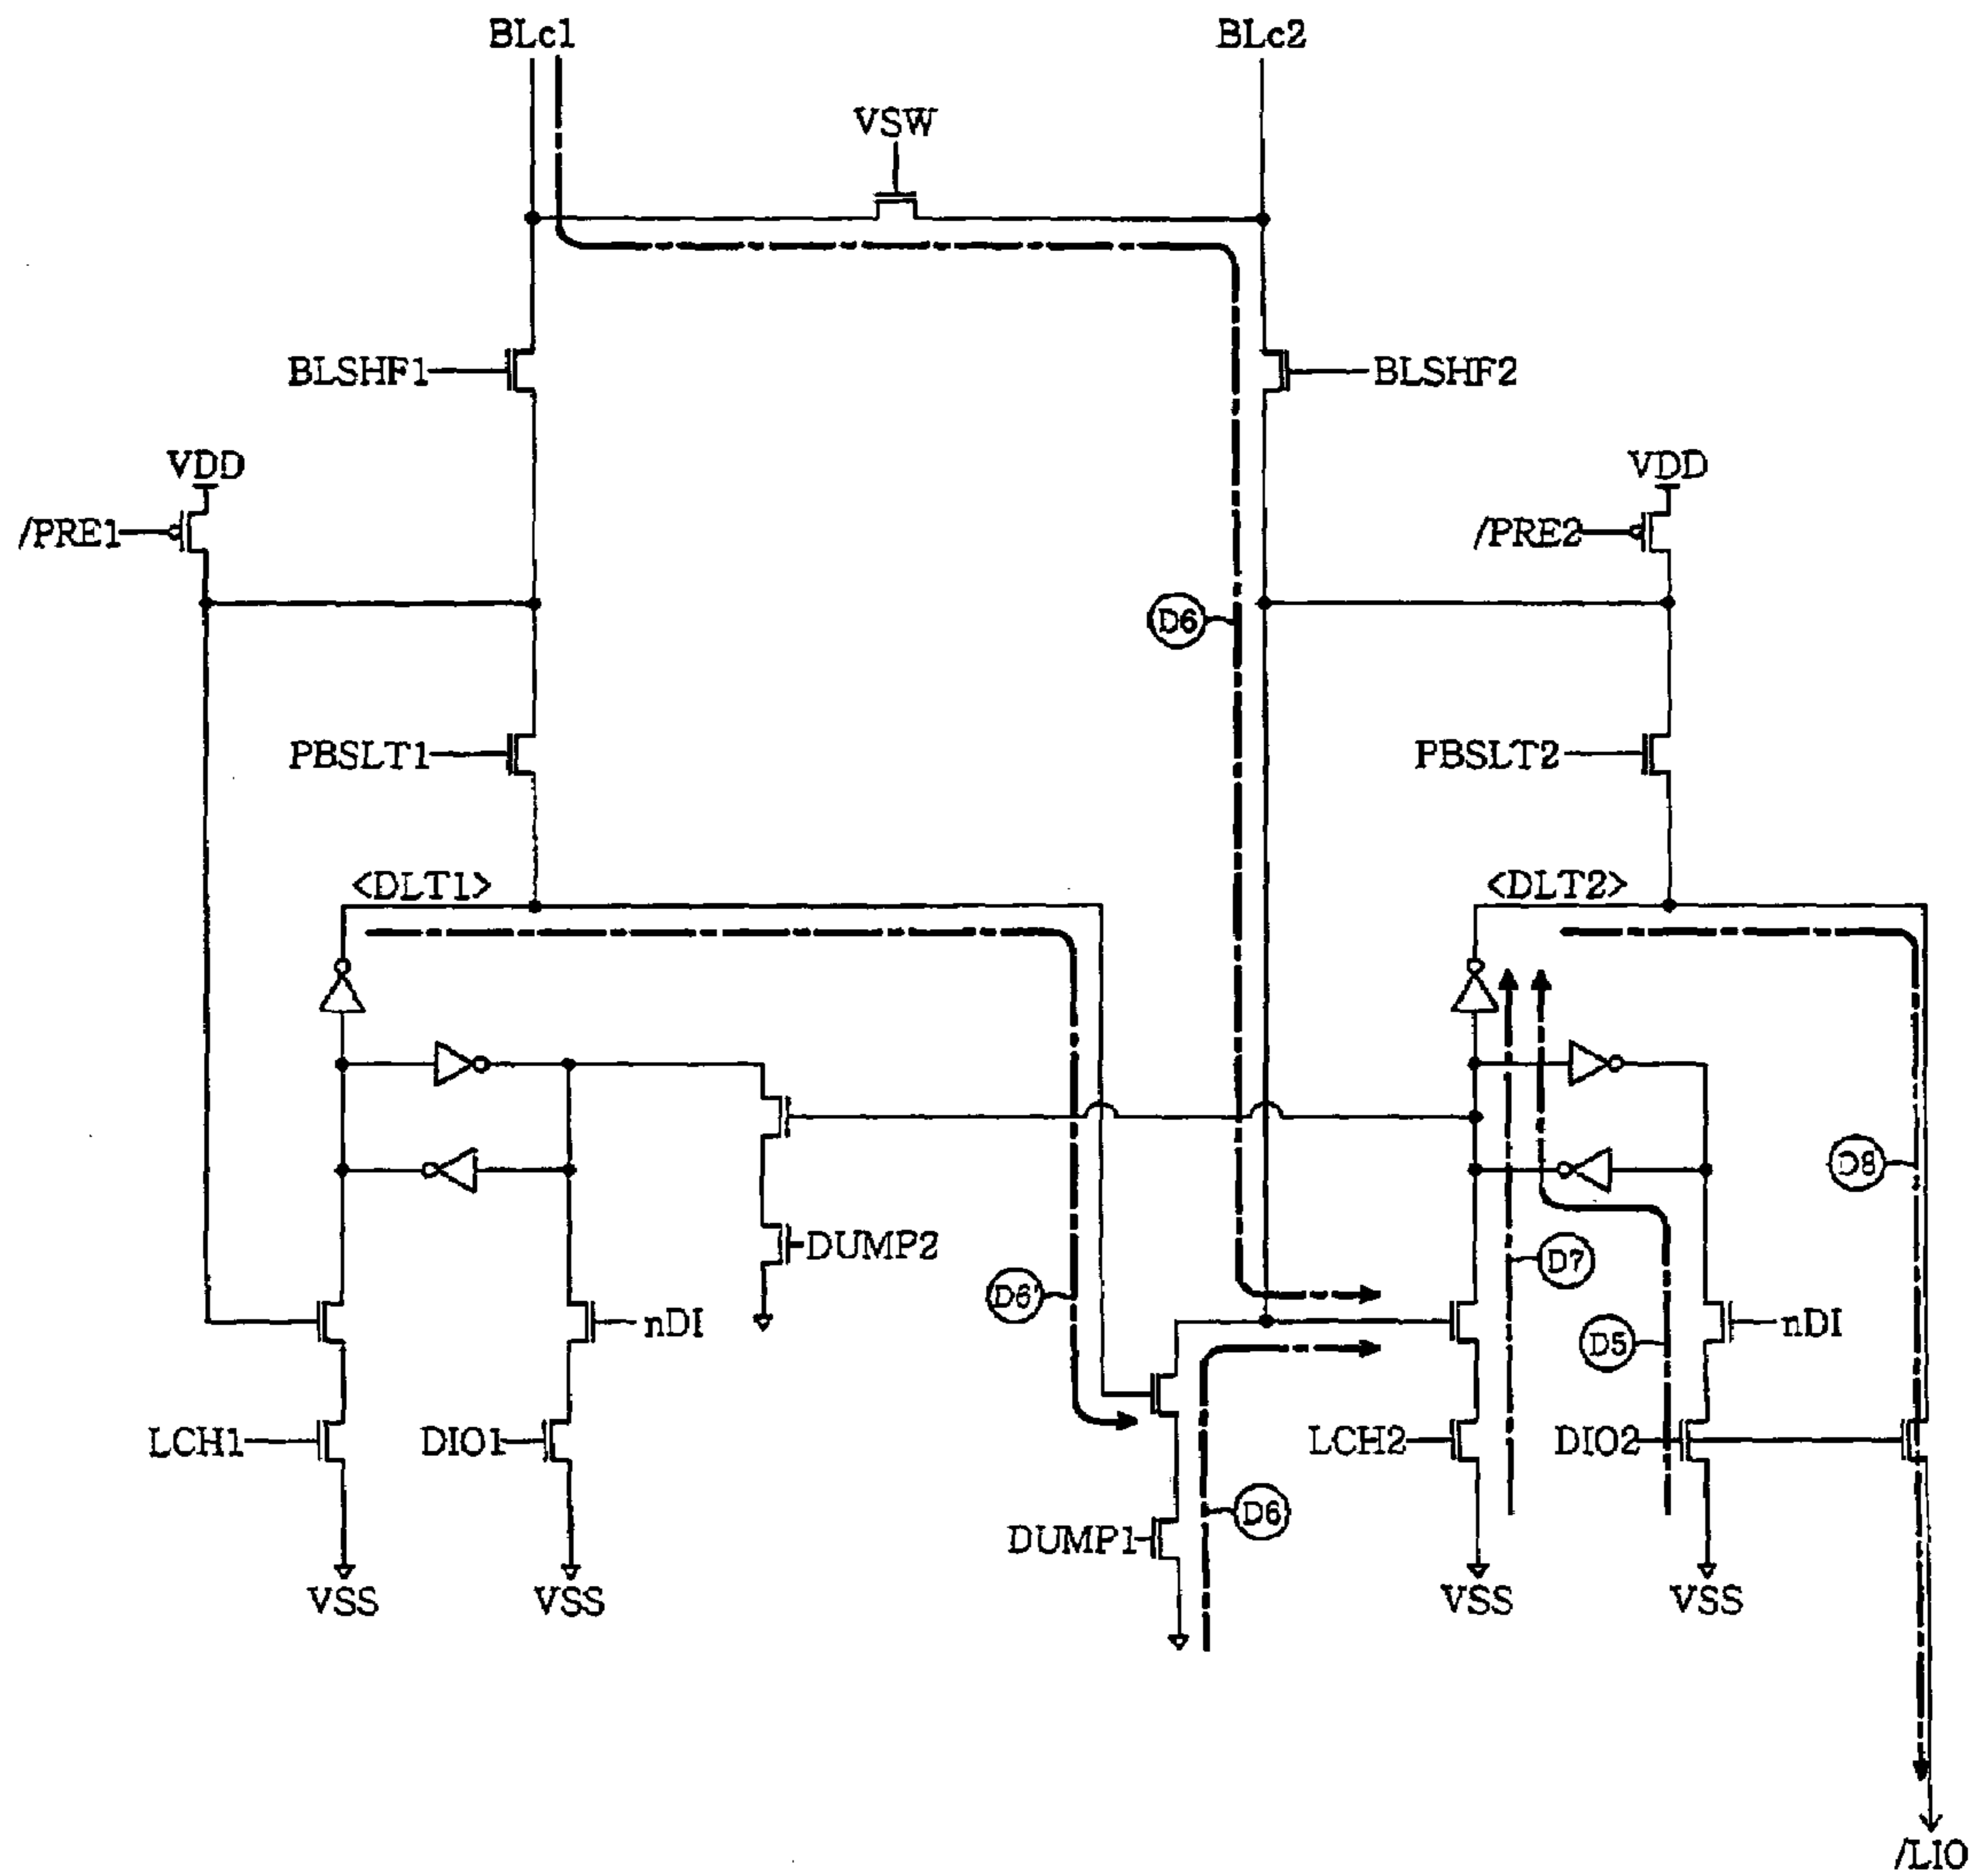 BLc1
BLc2
VSW
BLSHF1
BLSHF2
VDD
VDD
/PRE1
/PRE2
D6
PBSLT1
PBSLT2
<DLT1>
<DLT2>
D8
DUMP2
D7
D6'
nDI
D5
nDI
LCH1
DIO1
LCH2
DIO2
D6
DUMP1
VSS
VSS
VSS
VSS
/LIO